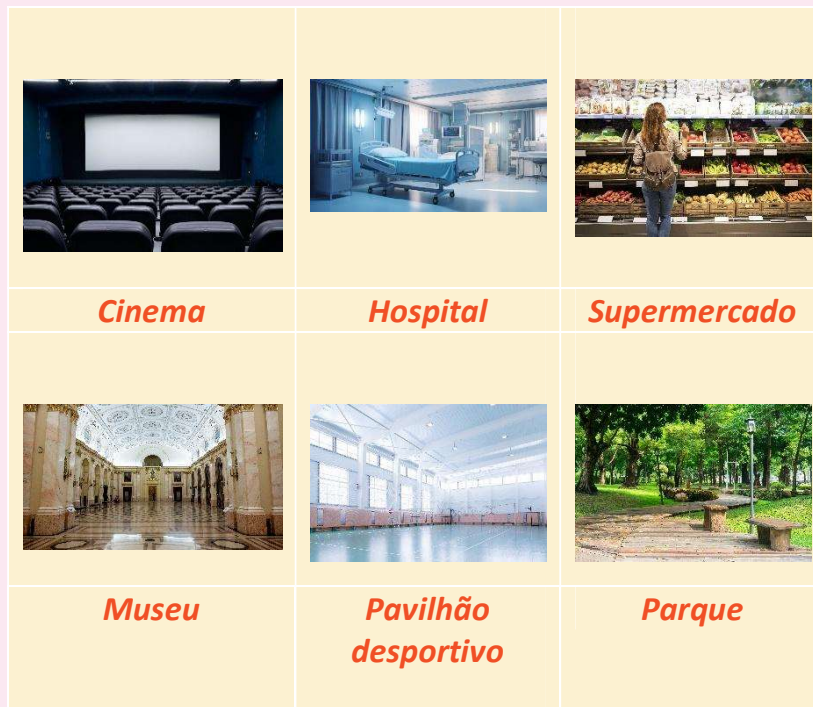 Cinema
Hospital
Supermercado
Museu
Pavilhão
desportivo
Parque